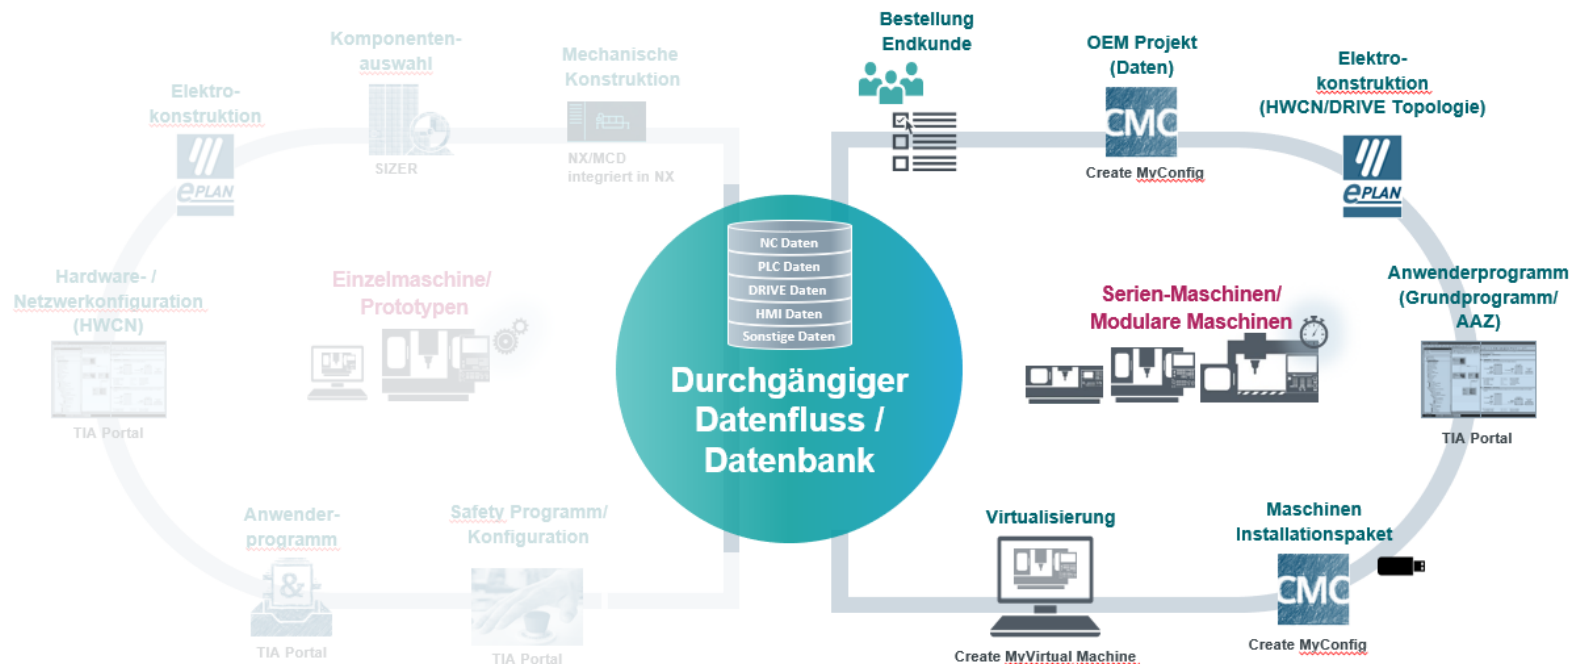 Komponenten-
auswahl
SIZER
Mechanische
Konstruktion
NX/MCD
integriert in NX
Elektro-
konstruktion
ePLAN
Hardware- /
Netzwerkonfiguration
(HWCN)
TIA Portal
Einzelmaschine/
Prototypen
Anwender-
programm
&
TIA Portal
Safety Programm/
Konfiguration
TIA Portal
NC Daten
PLC Daten
DRIVE Daten
HMI Daten
Sonstige Daten
Durchgängiger
Datenfluss /
Datenbank
Bestellung
Endkunde
OEM Projekt
(Daten)
CMC
Create MyConfig
Elektro-
konstruktion
(HWCN/DRIVE Topologie)
ePLAN
Serien-Maschinen/
Modulare Maschinen
Anwenderprogramm
(Grundprogramm/
AAZ)
TIA Portal
Maschinen
Installationspaket
CMC
Create MyConfig
Virtualisierung
Create MyVirtual Machine